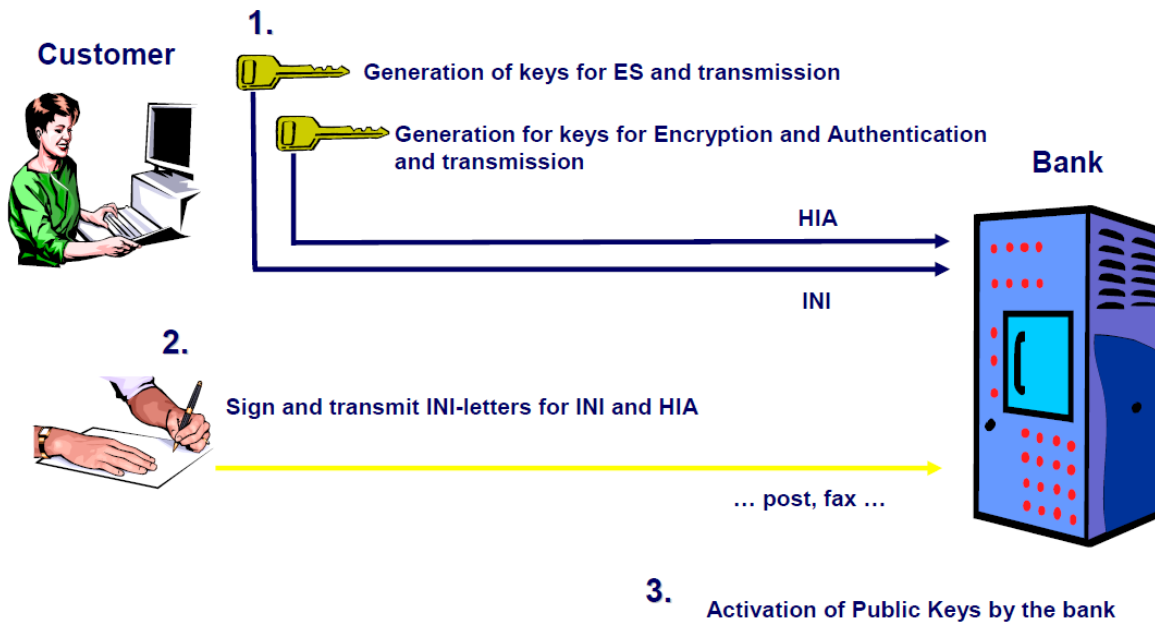 1.
Customer
Generation of keys for ES and transmission
Generation for keys for Encryption and Authentication
and transmission
Bank
HIA
INI
2.
Sign and transmit INI-letters for INI and HIA
... post, fax ...
3.
Activation of Public Keys by the bank